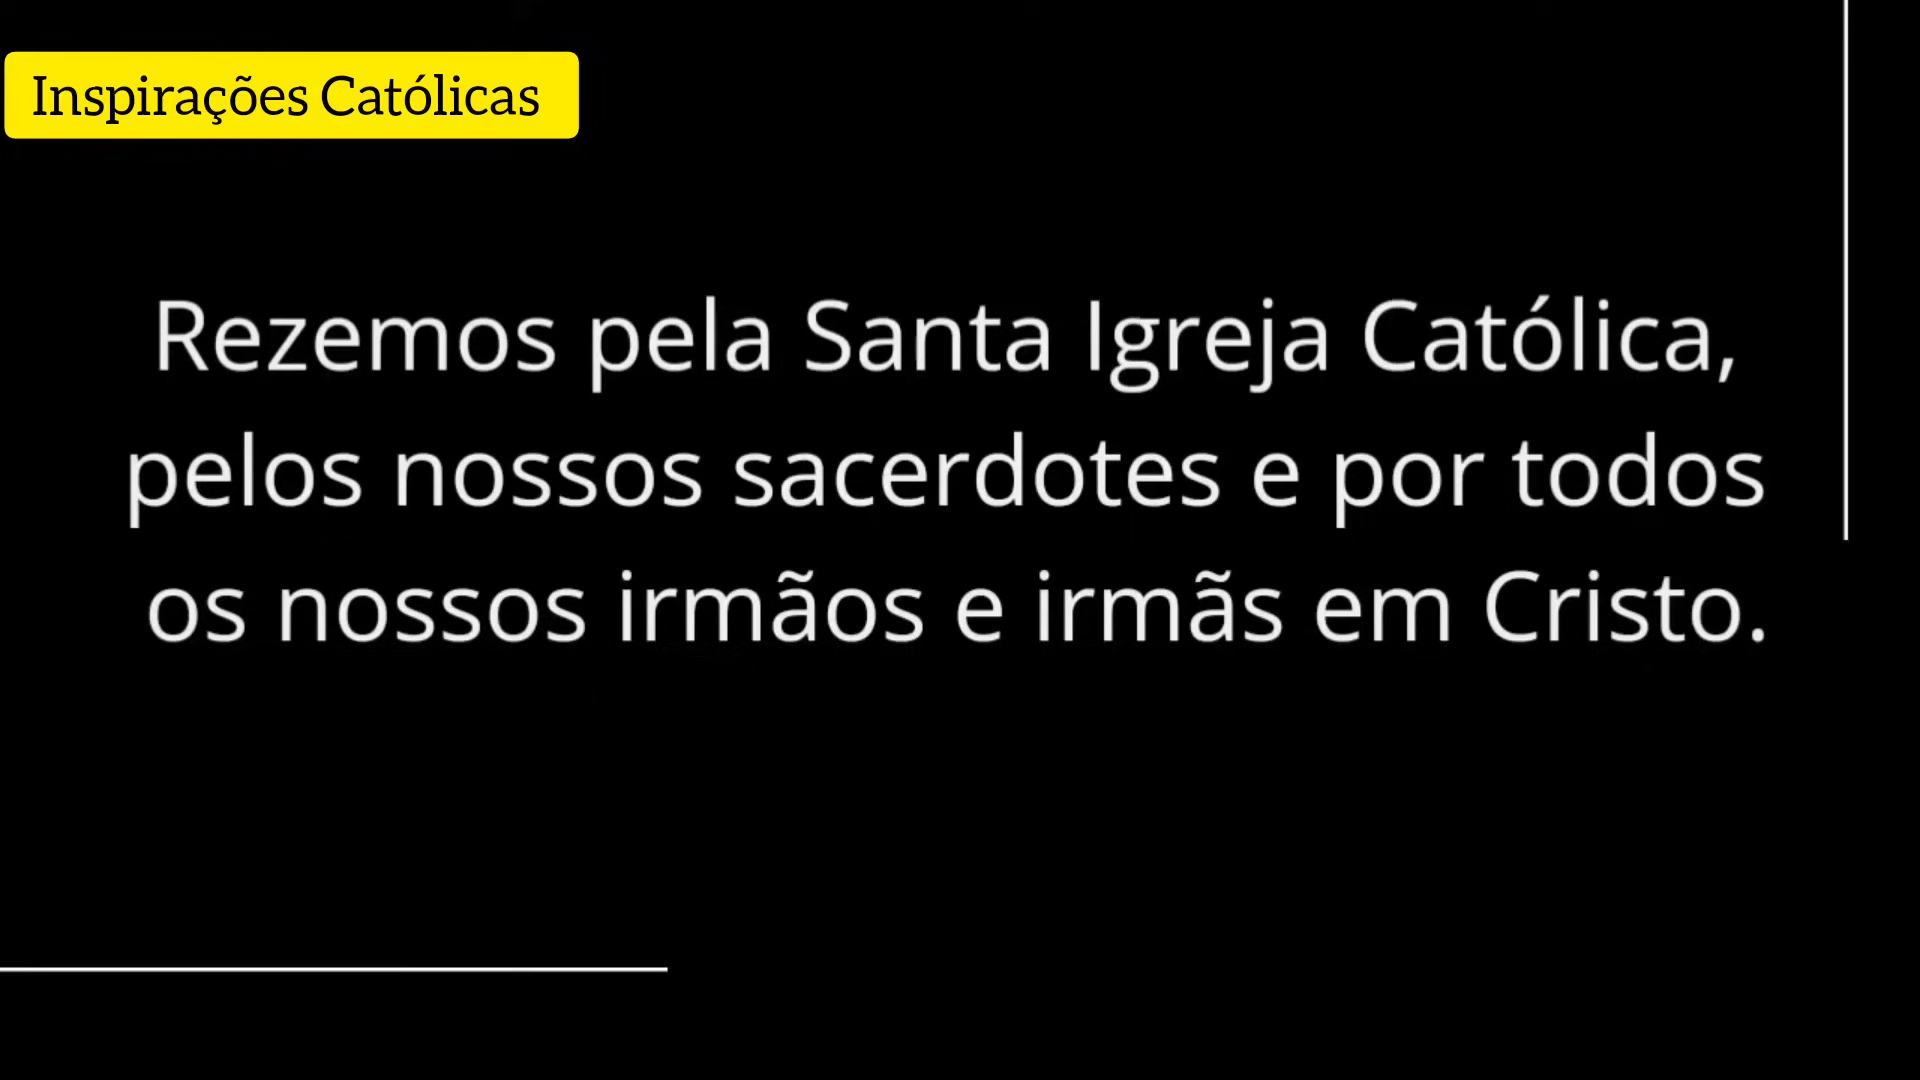 Inspirações Católicas
Rezemos pela Santa Igreja Católica,
pelos nossos sacerdotes e por todos
os nossos irmãos e irmãs em Cristo.